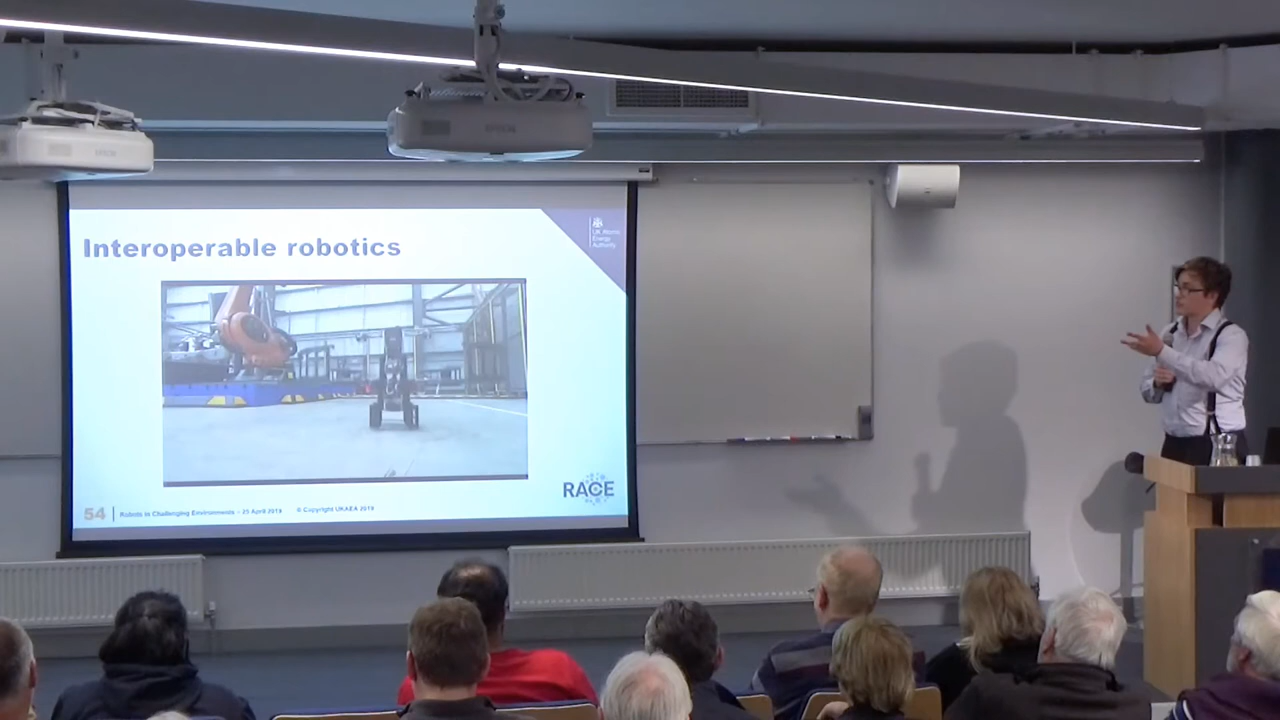 EPSON
Interoperable robotics
UK Atomic
Energy
Authority
RACE
54
Robots in Challenging Environments – 25 April 2019 © Copyright UKAEA 2019